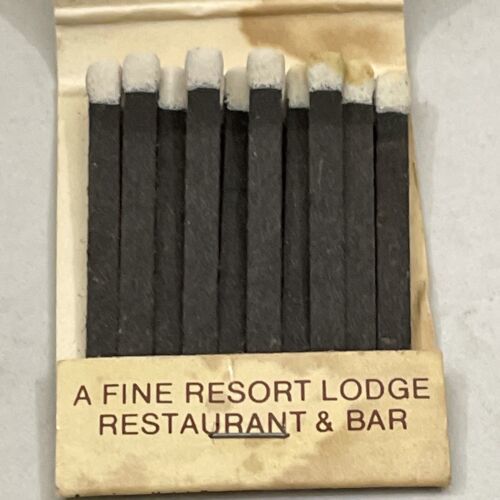 A FINE RESORT LODGE
RESTAURANT & BAR